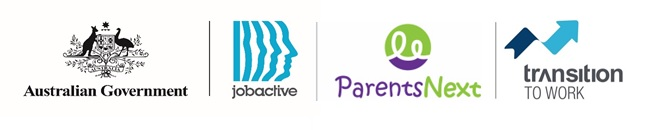 Australian Government
jobactive
ParentsNext
transition
TO WORK